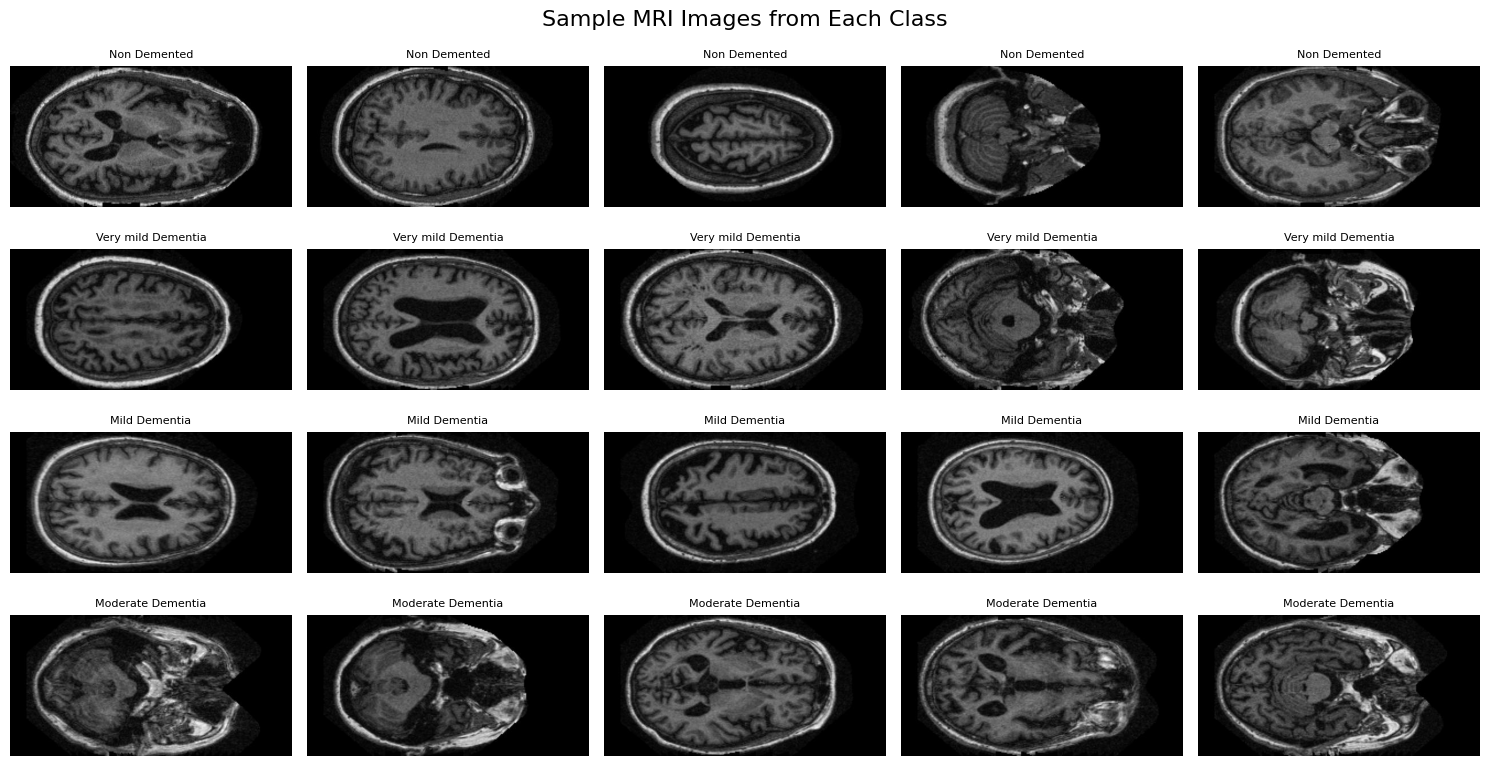 Sample MRI Images from Each Class
Non Demented Non Demented Non Demented Non Demented Non Demented
Very mild Dementia Very mild Dementia Very mild Dementia Very mild Dementia Very mild Dementia
Mild Dementia Mild Dementia Mild Dementia Mild Dementia Mild Dementia
Moderate Dementia Moderate Dementia Moderate Dementia Moderate Dementia Moderate Dementia